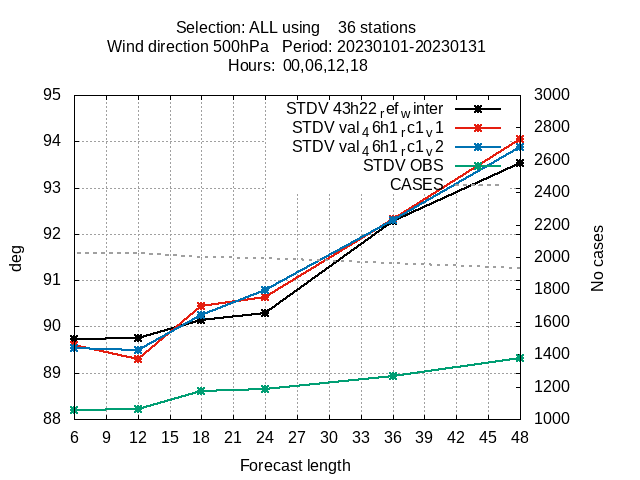 Selection: ALL using    36 stations
Wind direction 500hPa   Period: 20230101-20230131
Hours: 00,06,12,18
STDV 43h22refwinter
STDV val46h1rc1v1
STDV val46h1rc1v2
STDV OBS
CASES
95
94
93
92
91
90
89
88
deg
3000
2800
2600
2400
2200
2000
1800
1600
1400
1200
1000
No cases
6 9 12 15 18 21 24 27 30 33 36 39 42 45 48
Forecast length